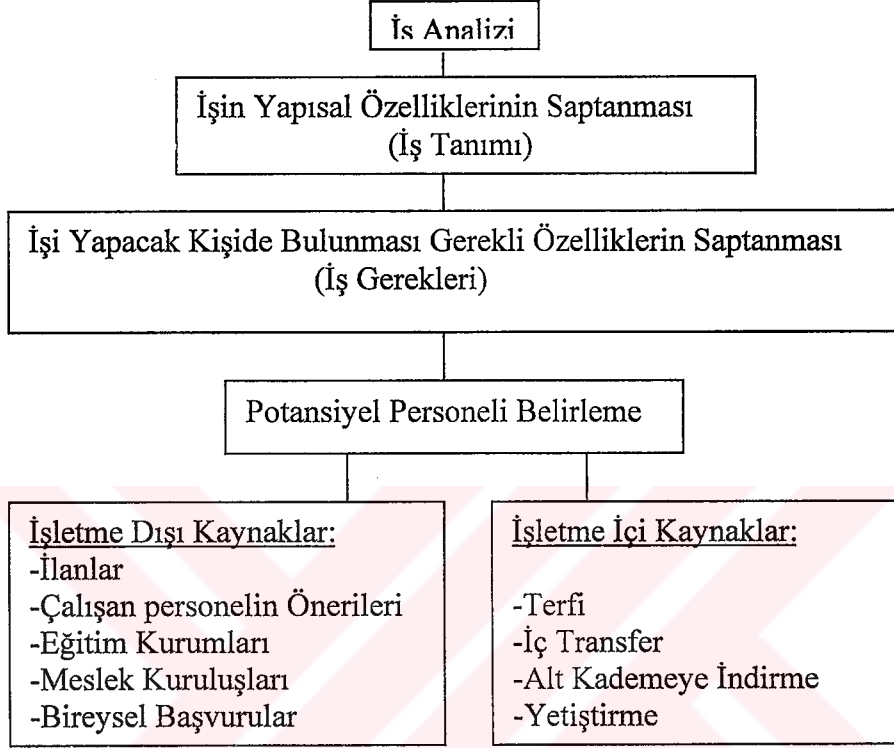 İş Analizi
İşin Yapısal Özelliklerinin Saptanması
(İş Tanımı)
İşi Yapacak Kişide Bulunması Gerekli Özelliklerin Saptanması
(İş Gerekleri)
Potansiyel Personeli Belirleme
İşletme Dışı Kaynaklar:
-İlanlar
-Çalışan personelin Önerileri
-Eğitim Kurumları
-Meslek Kuruluşları
-Bireysel Başvurular
İşletme İçi Kaynaklar:
-Terfi
-İç Transfer
-Alt Kademeye İndirme
-Yetiştirme